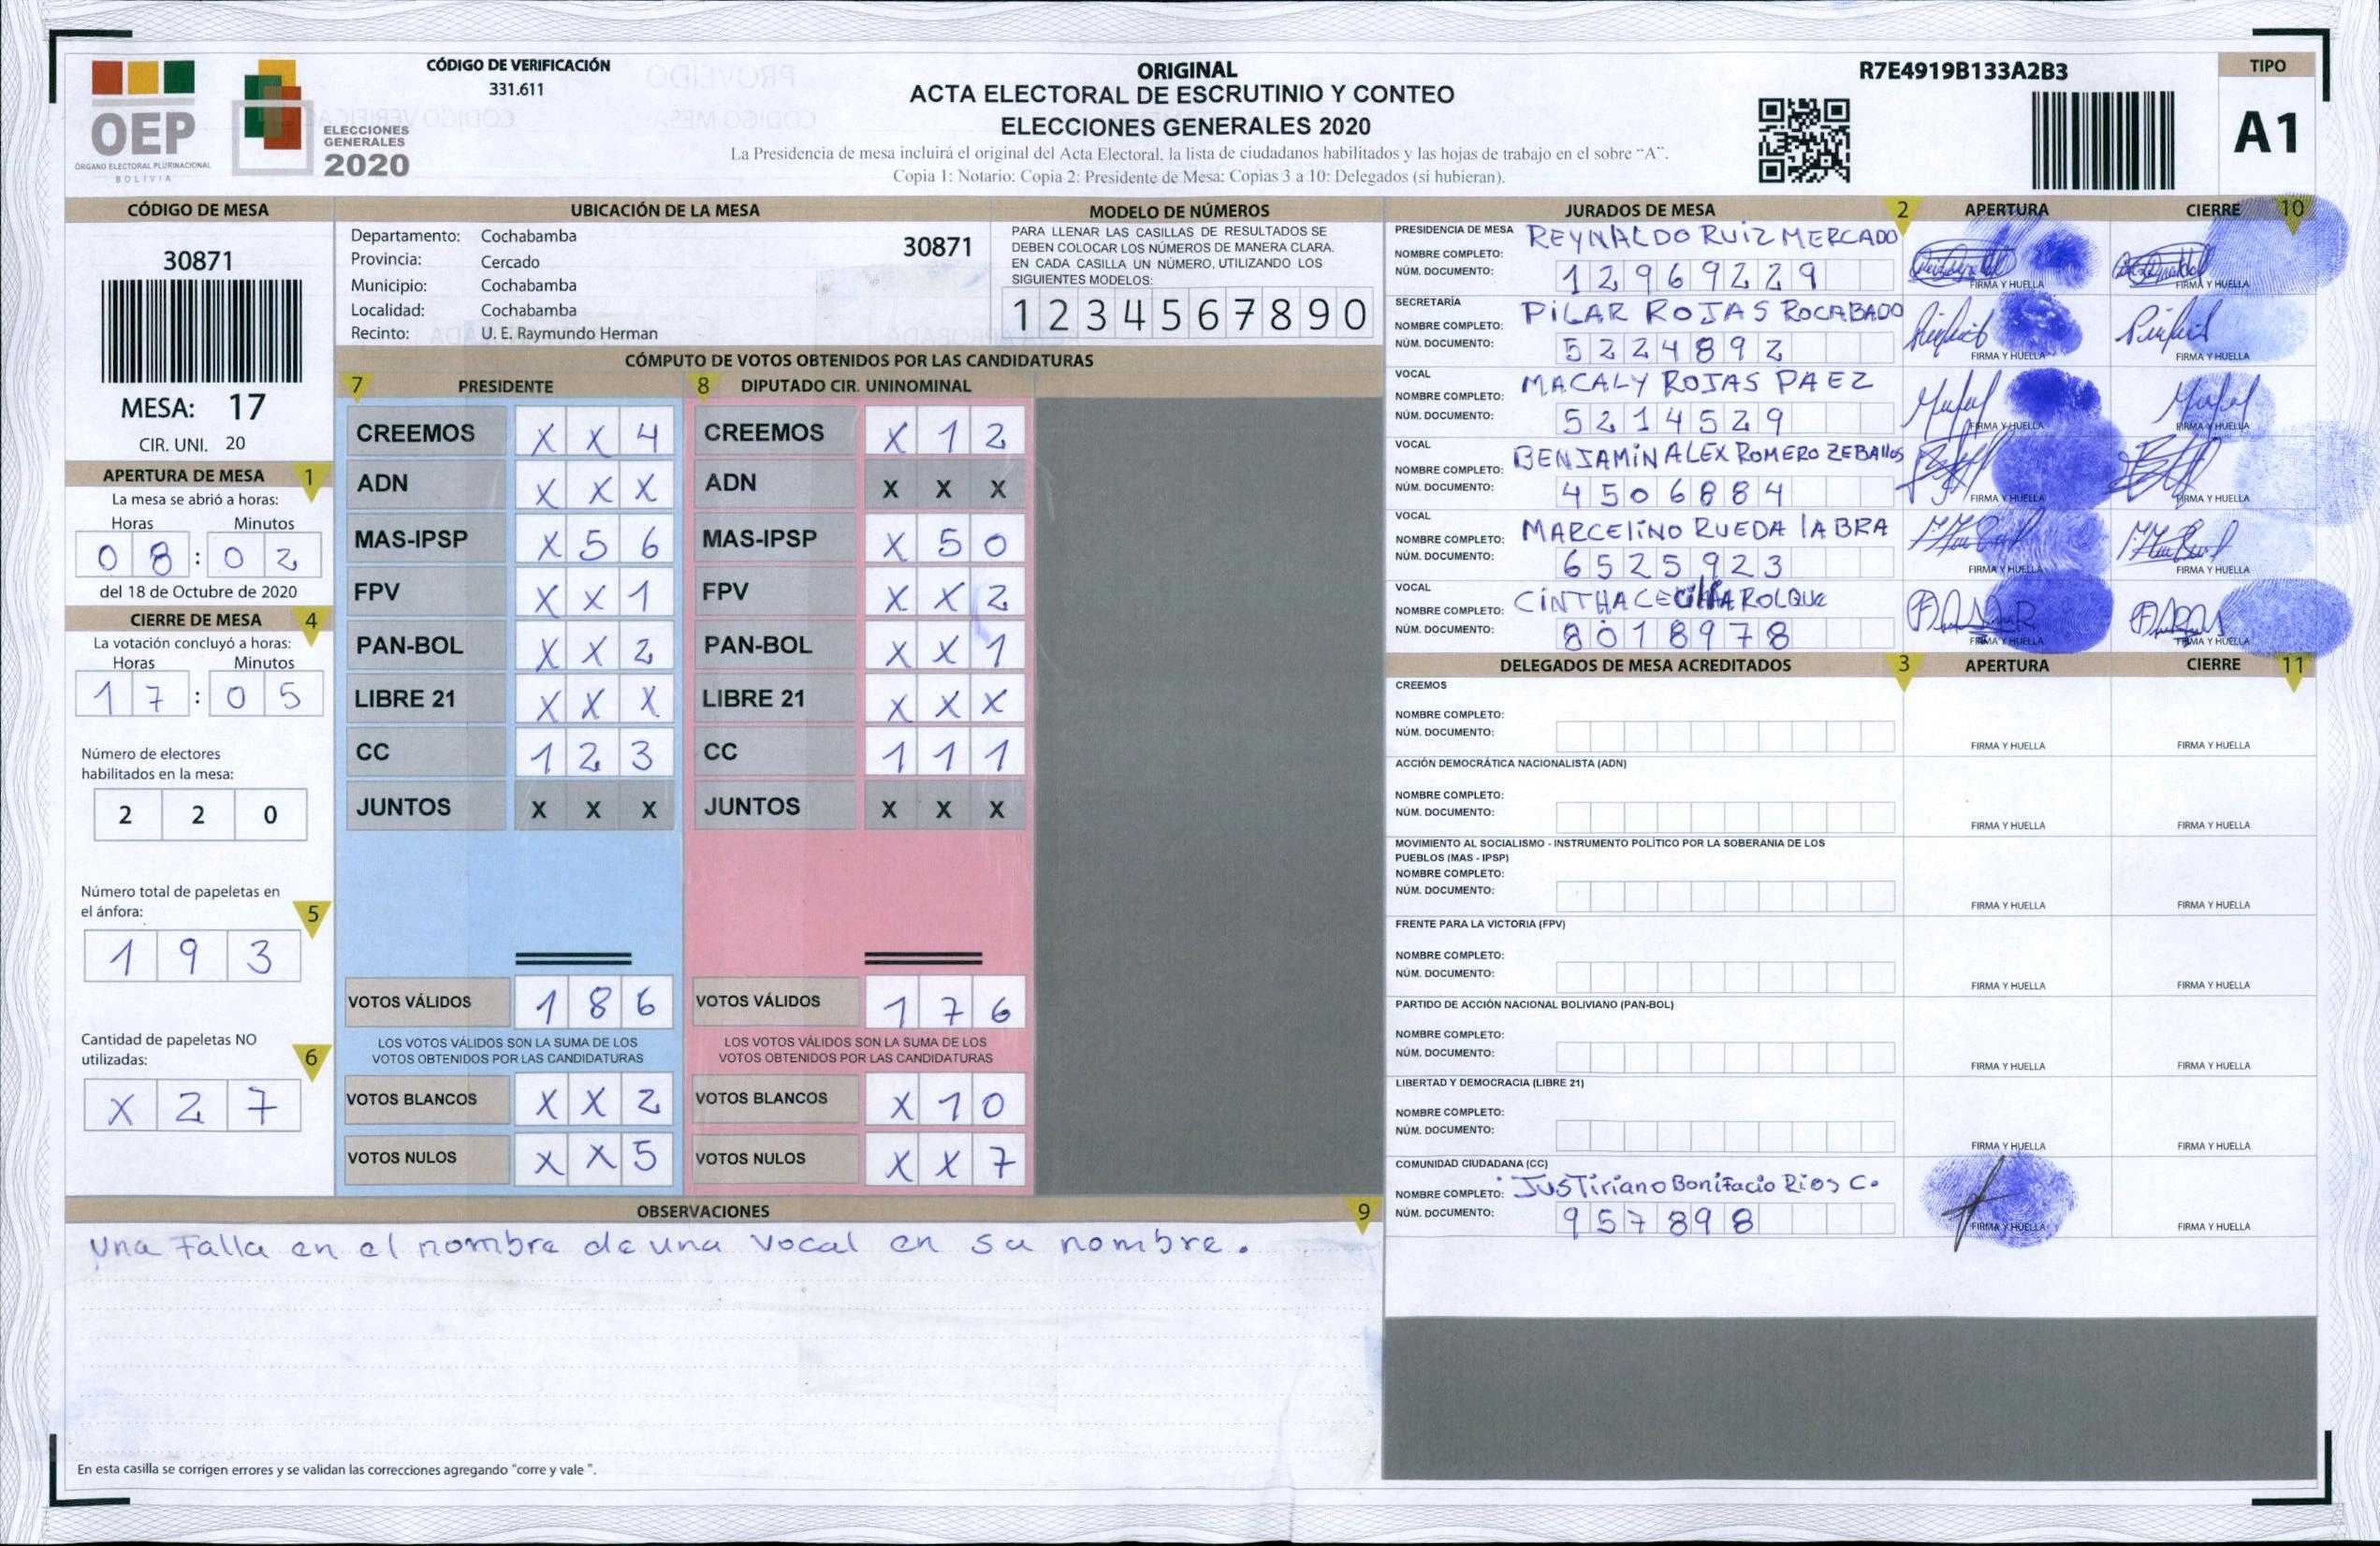 OEP
ÓRGANO ELECTORAL PLURINACIONAL
BOLIVIA
ELECCIONES
GENERALES
2020
CÓDIGO DE VERIFICACIÓN
331.611
ORIGINAL
ACTA ELECTORAL DE ESCRUTINIO Y CONTEO
ELECCIONES GENERALES 2020
La Presidencia de mesa incluirá el original del Acta Electoral, la lista de ciudadanos habilitados y las hojas de trabajo en el sobre "A".
Copia 1: Notario; Copia 2: Presidente de Mesa; Copias 3 a 10: Delegados (si hubieran).
R7E4919B133A2B3
TIPO
A1
CÓDIGO DE MESA
30871
MESA: 17
CIR. UNI. 20
APERTURA DE MESA 1
La mesa se abrió a horas:
Horas Minutos
0 8 : 0 2
del 18 de Octubre de 2020
CIERRE DE MESA 4
La votación concluyó a horas:
Horas Minutos
1 7 : 0 5
Número de electores
habilitados en la mesa:
2 2 0
Número total de papeletas en
el ánfora: 5
1 9 3
Cantidad de papeletas NO
utilizadas: 6
X 2 7
UBICACIÓN DE LA MESA
Departamento: Cochabamba
30871
Provincia: Cercado
Municipio: Cochabamba
Localidad: Cochabamba
Recinto: U. E. Raymundo Herman
MODELO DE NÚMEROS
PARA LLENAR LAS CASILLAS DE RESULTADOS SE
DEBEN COLOCAR LOS NÚMEROS DE MANERA CLARA.
EN CADA CASILLA UN NÚMERO, UTILIZANDO LOS
SIGUIENTES MODELOS:
1 2 3 4 5 6 7 8 9 0
CÓMPUTO DE VOTOS OBTENIDOS POR LAS CANDIDATURAS
7 PRESIDENTE 8 DIPUTADO CIR. UNINOMINAL
CREEMOS X X 4 CREEMOS X 1 2
ADN X X X ADN X X X
MAS-IPSP X 5 6 MAS-IPSP X 5 0
FPV X X 1 FPV X X 2
PAN-BOL X X 2 PAN-BOL X X 1
LIBRE 21 X X X LIBRE 21 X X X
CC 1 2 3 CC 1 1 1
JUNTOS X X X JUNTOS X X X
VOTOS VÁLIDOS 1 8 6 VOTOS VÁLIDOS 1 7 6
LOS VOTOS VÁLIDOS SON LA SUMA DE LOS LOS VOTOS VÁLIDOS SON LA SUMA DE LOS
VOTOS OBTENIDOS POR LAS CANDIDATURAS VOTOS OBTENIDOS POR LAS CANDIDATURAS
VOTOS BLANCOS X X 2 VOTOS BLANCOS X 1 0
VOTOS NULOS X X 5 VOTOS NULOS X X 7
OBSERVACIONES 9
Una Falla en el nombre de una vocal en su nombre.
En esta casilla se corrigen errores y se validan las correcciones agregando "corre y vale ".
JURADOS DE MESA 2 APERTURA CIERRE 10
PRESIDENCIA DE MESA
NOMBRE COMPLETO: REYNALDO RUiZ MERCADO
NÚM. DOCUMENTO: 12969229
FIRMA Y HUELLA FIRMA Y HUELLA
SECRETARÍA
NOMBRE COMPLETO: PiLAR ROJAS ROCABADO
NÚM. DOCUMENTO: 5224892
FIRMA Y HUELLA FIRMA Y HUELLA
VOCAL
NOMBRE COMPLETO: MACALY ROJAS PAEZ
NÚM. DOCUMENTO: 5214529
FIRMA Y HUELLA FIRMA Y HUELLA
VOCAL
NOMBRE COMPLETO: BENJAMiN ALEX ROMERO ZEBAllos
NÚM. DOCUMENTO: 4506884
FIRMA Y HUELLA FIRMA Y HUELLA
VOCAL
NOMBRE COMPLETO: MARCELiNO RUEDA lABRA
NÚM. DOCUMENTO: 6525923
FIRMA Y HUELLA FIRMA Y HUELLA
VOCAL
NOMBRE COMPLETO: CiNTHA
NÚM. DOCUMENTO: 8018978
FIRMA Y HUELLA FIRMA Y HUELLA
DELEGADOS DE MESA ACREDITADOS 3 APERTURA CIERRE 11
CREEMOS
NOMBRE COMPLETO:
NÚM. DOCUMENTO:
FIRMA Y HUELLA FIRMA Y HUELLA
ACCIÓN DEMOCRÁTICA NACIONALISTA (ADN)
NOMBRE COMPLETO:
NÚM. DOCUMENTO:
FIRMA Y HUELLA FIRMA Y HUELLA
MOVIMIENTO AL SOCIALISMO - INSTRUMENTO POLÍTICO POR LA SOBERANIA DE LOS
PUEBLOS (MAS - IPSP)
NOMBRE COMPLETO:
NÚM. DOCUMENTO:
FIRMA Y HUELLA FIRMA Y HUELLA
FRENTE PARA LA VICTORIA (FPV)
NOMBRE COMPLETO:
NÚM. DOCUMENTO:
FIRMA Y HUELLA FIRMA Y HUELLA
PARTIDO DE ACCIÓN NACIONAL BOLIVIANO (PAN-BOL)
NOMBRE COMPLETO:
NÚM. DOCUMENTO:
FIRMA Y HUELLA FIRMA Y HUELLA
LIBERTAD Y DEMOCRACIA (LIBRE 21)
NOMBRE COMPLETO:
NÚM. DOCUMENTO:
FIRMA Y HUELLA FIRMA Y HUELLA
COMUNIDAD CIUDADANA (CC)
NOMBRE COMPLETO: JusTiriano Bonifacio Rios C.
NÚM. DOCUMENTO: 957898
FIRMA Y HUELLA FIRMA Y HUELLA